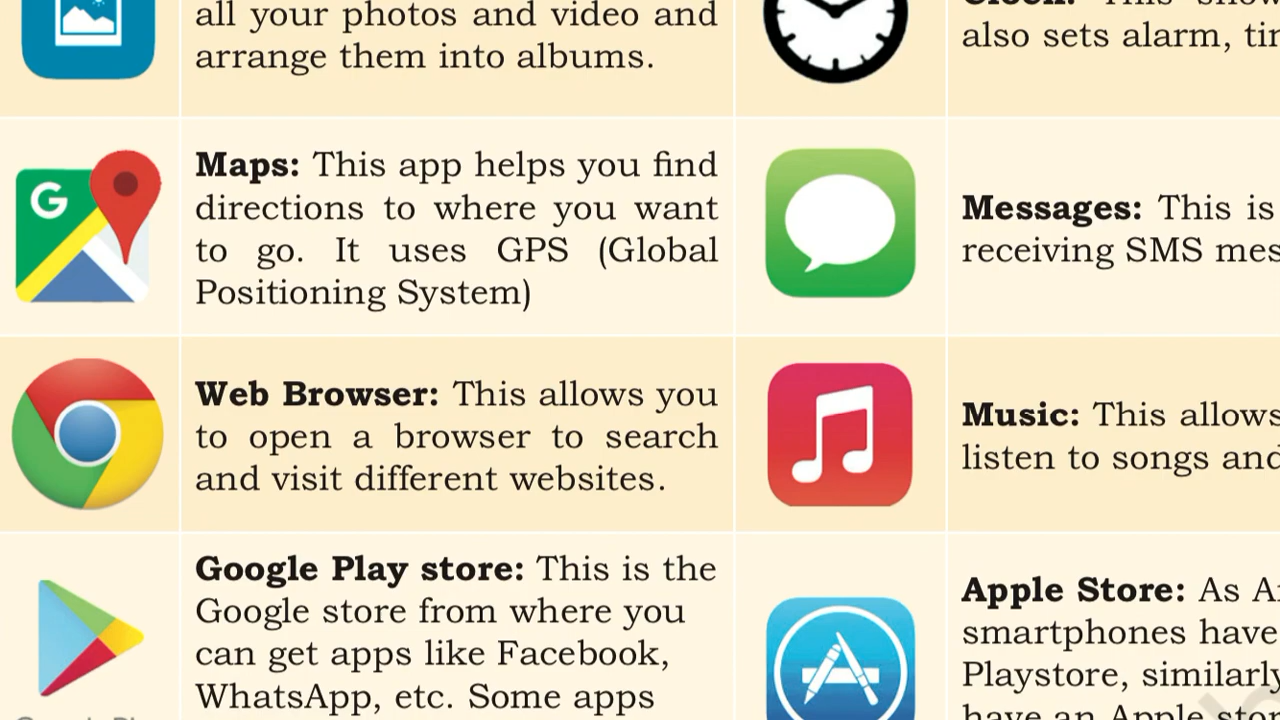 all your photos and video and
arrange them into albums.
also sets alarm,
Maps: This app helps you find
directions to where you want
to go. It uses GPS (Global
Positioning System)
G
Messages: This is
receiving SMS
Web Browser: This allows you
to open a browser to search
and visit different websites.
Music: This allows
listen to songs and
Google Play store: This is the
Google store from where you
can get apps like Facebook,
WhatsApp, etc. Some apps
Apple Store: As
smartphones have
Playstore, similarly
have an Apple